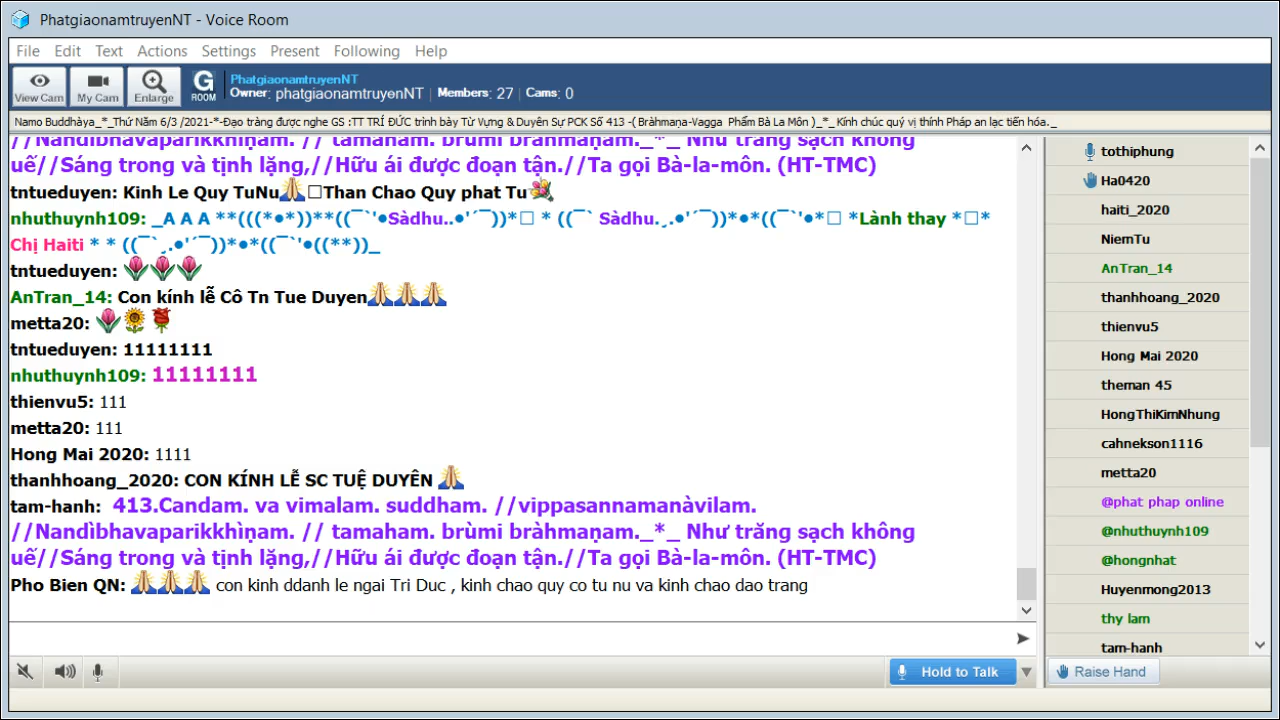 PhatgiaonamtruyenNT - Voice Room
File Edit Text Actions Settings Present Following Help
View Cam My Cam Enlarge G ROOM PhatgiaonamtruyenNT
Owner: phatgiaonamtruyenNT | Members: 27 | Cams: 0
Namo Buddhàya_*_Thứ Năm 6/3 /2021-*-Đạo tràng được nghe GS :TT TRÍ ĐỨC trình bày Từ Vựng & Duyên Sự PCK Số 413 -( Bràhmaṇa-Vagga Phẩm Bà La Môn )_*_ Kính chúc quý vị thính Pháp an lạc tiến hóa._
//Nandìbhavaparikkhìṇaṃ. // tamahaṃ. brùmi bràhmaṇaṃ._*_ Như trăng sạch không
uế//Sáng trong và tịnh lặng,//Hữu ái được đoạn tận.//Ta gọi Bà-la-môn. (HT-TMC)
tntueduyen: Kinh Le Quy TuNu🙏□Than Chao Quy phat Tu💐
nhuthuynh109: _A A A **(((*•*))**((¯`'•Sàdhu..•'´¯))*□ * ((¯` Sàdhu.¸.•'´¯))*•*((¯`'•*□ *Lành thay *□*
Chị Haiti * * ((¯`¸.•'´¯))*•*((¯`'•((**))_
tntueduyen: 🌷🌷🌷
AnTran_14: Con kính lễ Cô Tn Tue Duyen🙏🙏🙏
metta20: 🌷🌻🌹
tntueduyen: 11111111
nhuthuynh109: 11111111
thienvu5: 111
metta20: 111
Hong Mai 2020: 1111
thanhhoang_2020: CON KÍNH LỄ SC TUỆ DUYÊN 🙏
tam-hanh: 413.Candam. va vimalam. suddham. //vippasannamanàvilam.
//Nandìbhavaparikkhìṇam. // tamaham. brùmi bràhmaṇam._*_ Như trăng sạch không
uế//Sáng trong và tịnh lặng,//Hữu ái được đoạn tận.//Ta gọi Bà-la-môn. (HT-TMC)
Pho Bien QN: 🙏🙏🙏 con kinh ddanh le ngai Tri Duc , kinh chao quy co tu nu va kinh chao dao trang
Hold to Talk
tothiphung
Ha0420
haiti_2020
NiemTu
AnTran_14
thanhhoang_2020
thienvu5
Hong Mai 2020
theman 45
HongThiKimNhung
cahnekson1116
metta20
@phat phap online
@nhuthuynh109
@hongnhat
Huyenmong2013
thy lam
tam-hanh
Raise Hand